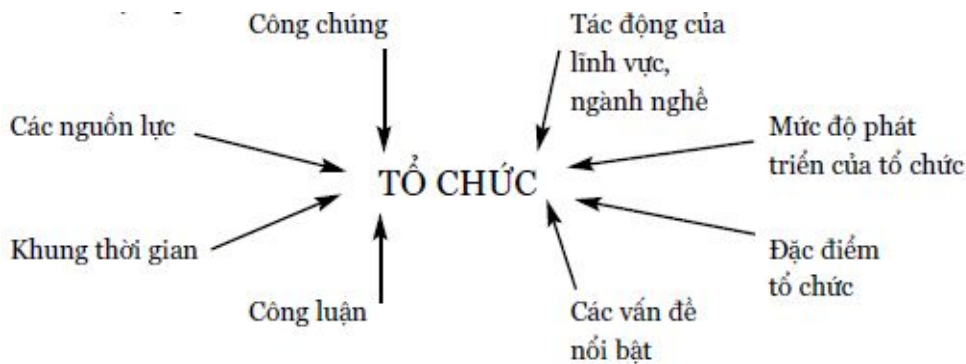 Công chúng
Tác động của
lĩnh vực,
ngành nghề
Các nguồn lực
Mức độ phát
triển của tổ chức
TỔ CHỨC
Khung thời gian
Đặc điểm
tổ chức
Công luận
Các vấn đề
nổi bật